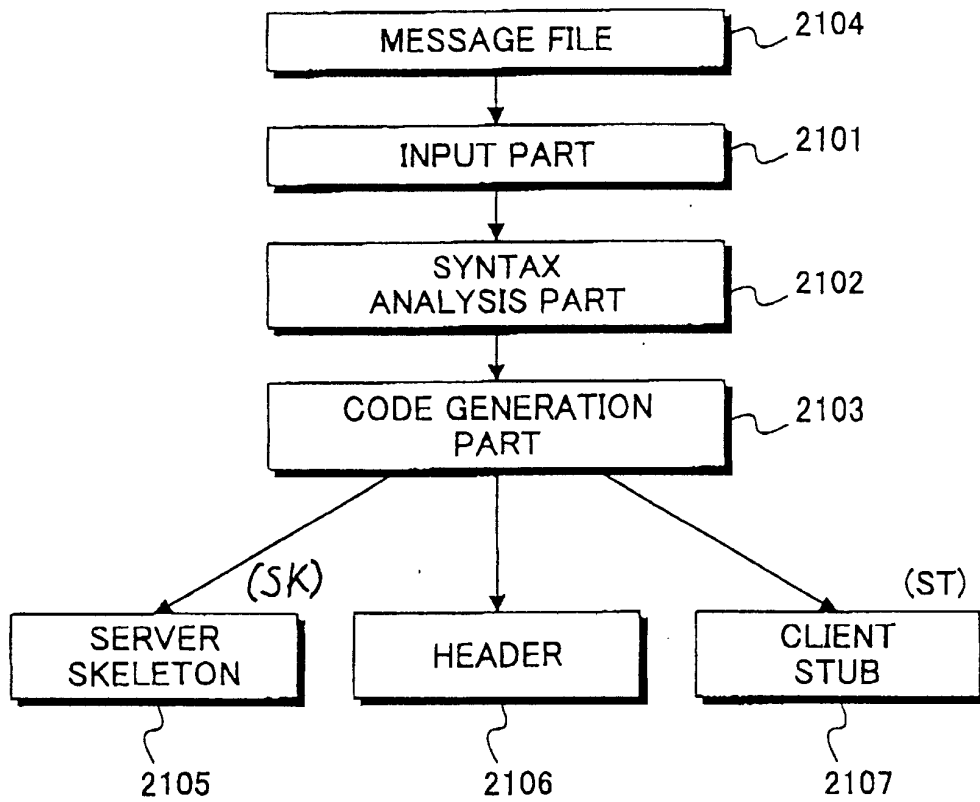 MESSAGE FILE
2104
INPUT PART
2101
SYNTAX
ANALYSIS PART
2102
CODE GENERATION
PART
2103
(SK)
(ST)
SERVER
SKELETON
HEADER
CLIENT
STUB
2105
2106
2107